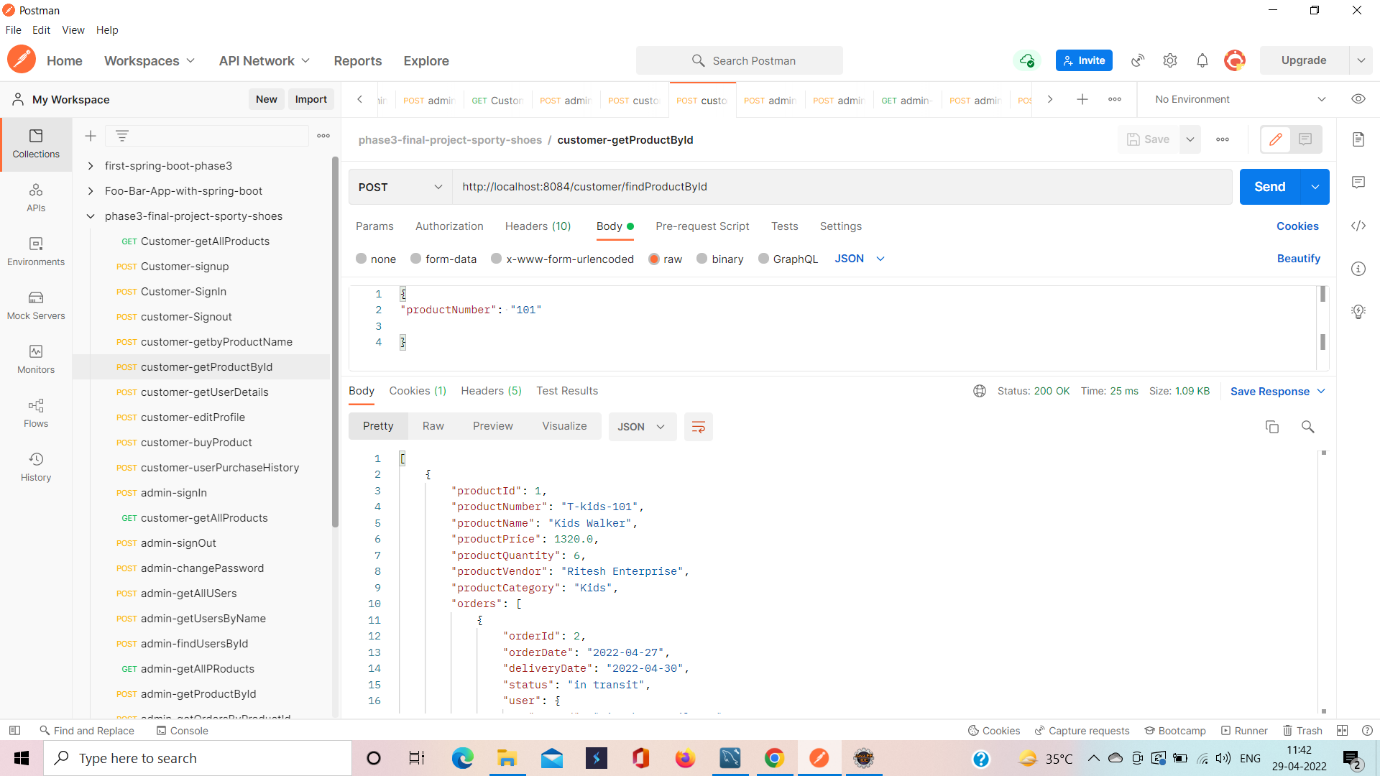 Postman
File Edit View Help
Home Workspaces API Network Reports Explore Search Postman Invite Upgrade
My Workspace New Import POST admin GET Custor POST admin POST custo POST custo POST admin POST admin GET admin- POST admin No Environment
Collections
APIs
Environments
Mock Servers
Monitors
Flows
History
first-spring-boot-phase3
Foo-Bar-App-with-spring-boot
phase3-final-project-sporty-shoes
GET Customer-getAllProducts
POST Customer-signup
POST Customer-SignIn
POST customer-Signout
POST customer-getbyProductName
POST customer-getProductById
POST customer-getUserDetails
POST customer-editProfile
POST customer-buyProduct
POST customer-userPurchaseHistory
POST admin-signIn
GET customer-getAllProducts
POST admin-signOut
POST admin-changePassword
POST admin-getAllUSers
POST admin-getUsersByName
POST admin-findUsersById
GET admin-getAllPRoducts
POST admin-getProductById
POST admin-getOrdersByProductId
phase3-final-project-sporty-shoes / customer-getProductById Save
POST http://localhost:8084/customer/findProductById Send
Params Authorization Headers (10) Body Pre-request Script Tests Settings Cookies
none form-data x-www-form-urlencoded raw binary GraphQL JSON Beautify
1 {
2 "productNumber": "101"
3
4 }
Body Cookies (1) Headers (5) Test Results Status: 200 OK Time: 25 ms Size: 1.09 KB Save Response
Pretty Raw Preview Visualize JSON
1 [
2 {
3 "productId": 1,
4 "productNumber": "T-kids-101",
5 "productName": "Kids Walker",
6 "productPrice": 1320.0,
7 "productQuantity": 6,
8 "productVendor": "Ritesh Enterprise",
9 "productCategory": "Kids",
10 "orders": [
11 {
12 "orderId": 2,
13 "orderDate": "2022-04-27",
14 "deliveryDate": "2022-04-30",
15 "status": "in transit",
16 "user": {
Find and Replace Console Cookies Capture requests Bootcamp Runner Trash
Type here to search 35°C ENG 11:42
29-04-2022 2